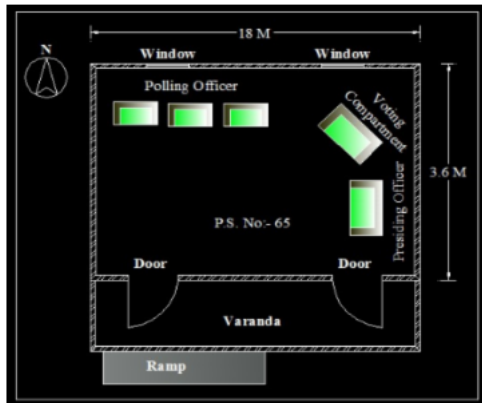 18 M
N
Window
Window
Polling Officer
Voting
Compartment
3.6 M
Presiding Officer
P.S. No:- 65
Door
Door
Varanda
Ramp